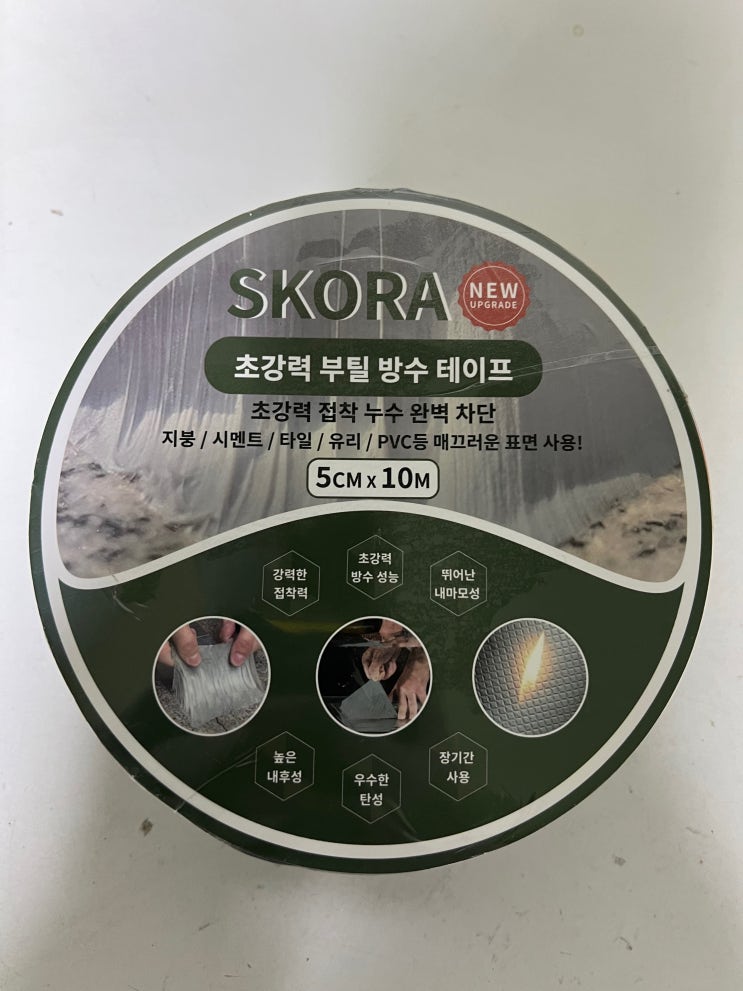 SKORA
NEW
UPGRADE
초강력 부틸 방수 테이프
초강력 접착 누수 완벽 차단
지붕 / 시멘트 / 타일 / 유리 / PVC등 매끄러운 표면 사용!
5CM x 10M
강력한
접착력
초강력
방수 성능
뛰어난
내마모성
높은
내후성
우수한
탄성
장기간
사용